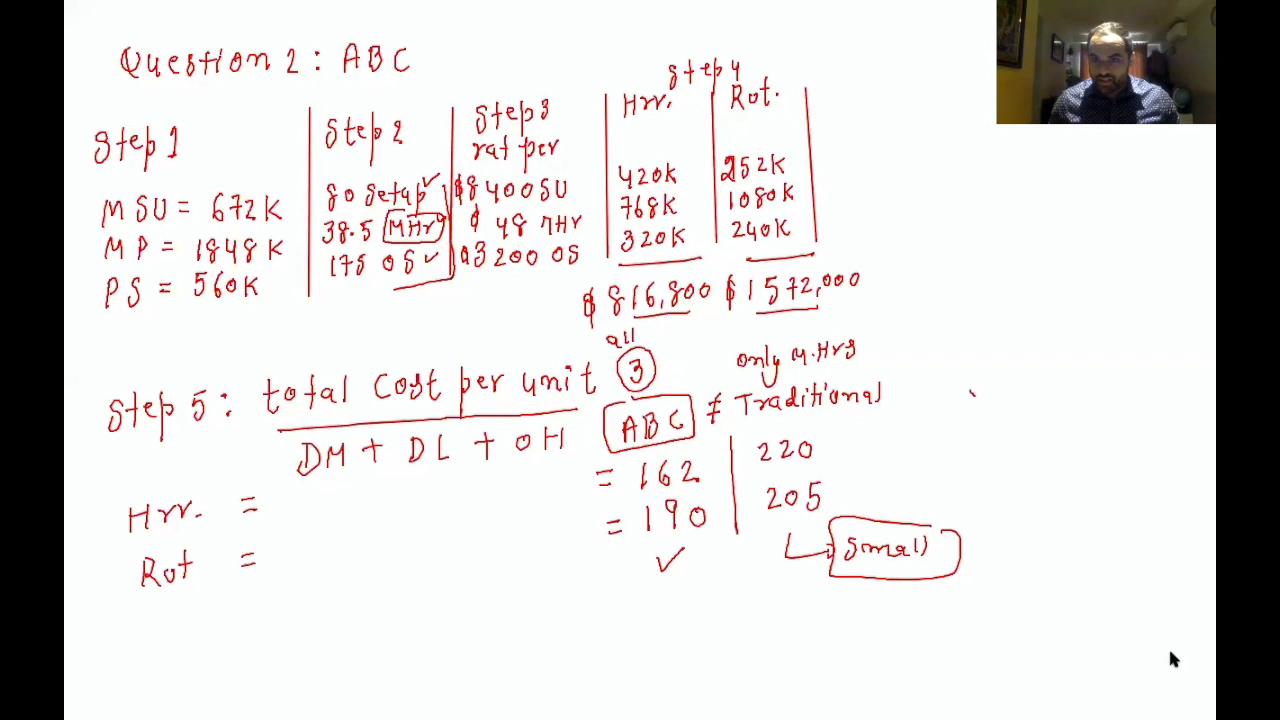 Question 2: ABC
Step 1
MSU = 672K
MP = 1848K
PS = 560K
Step 2
80 Setup ✓
38.5 MHr
175 OS ✓
Step 3
rat per
$8400 SU
$ 48 MHr
3200 OS
Step 4
Hrr.
420K
768K
320K
$816,800
Rot.
252K
1080K
240K
$1572,000
Step 5: total Cost per unit
DM + DL + OH
all
3
ABC ≠ Traditional
only M.Hrs
Hrr. = = 162 220
Rot = = 190 205
✓
Small